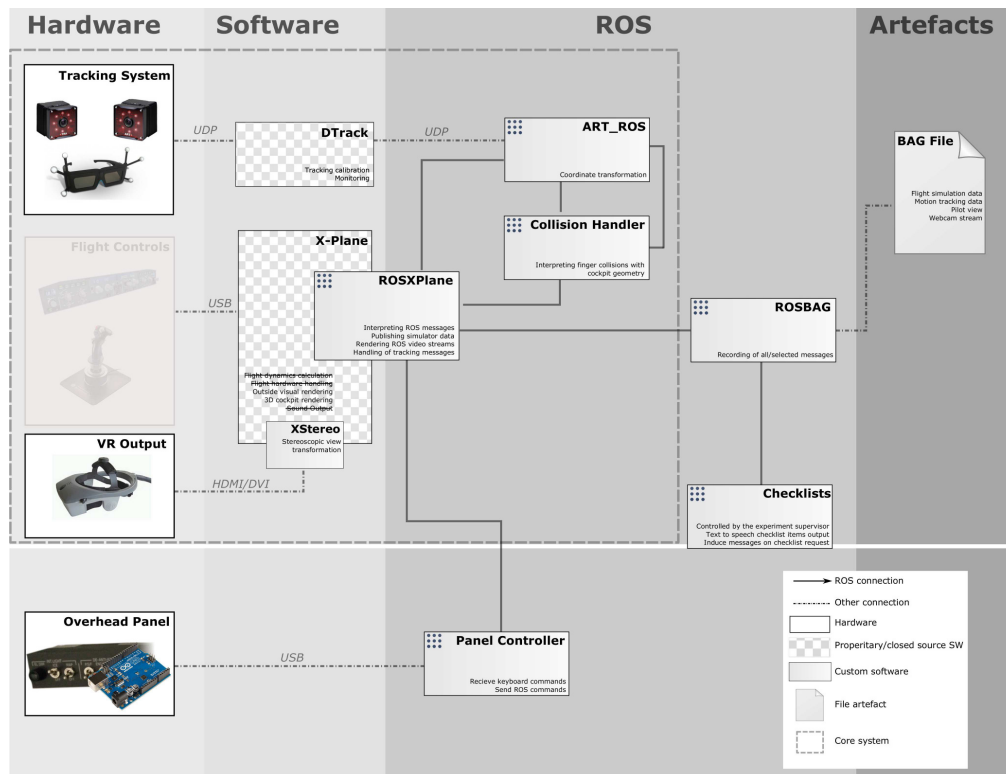 Hardware
Software
ROS
Artefacts
Tracking System
UDP
DTrack
Tracking calibration
Monitoring
UDP
ART_ROS
Coordinate transformation
BAG File
Flight simulation data
Motion tracking data
Pilot view
Webcam stream
Flight Controls
USB
X-Plane
ROSXPlane
Interpreting ROS messages
Publishing simulator data
Rendering ROS video streams
Handling of tracking messages
Flight dynamics calculation
Flight hardware handling
Outside visual rendering
3D cockpit rendering
Sound Output
Collision Handler
Interpreting finger collisions with
cockpit geometry
ROSBAG
Recording of all/selected messages
VR Output
HDMI/DVI
XStereo
Stereoscopic view
transformation
Checklists
Controlled by the experiment supervisor
Text to speech checklist items output
Induce messages on checklist request
Overhead Panel
USB
Panel Controller
Recieve keyboard commands
Send ROS commands
ROS connection
Other connection
Hardware
Properitary/closed source SW
Custom software
File artefact
Core system